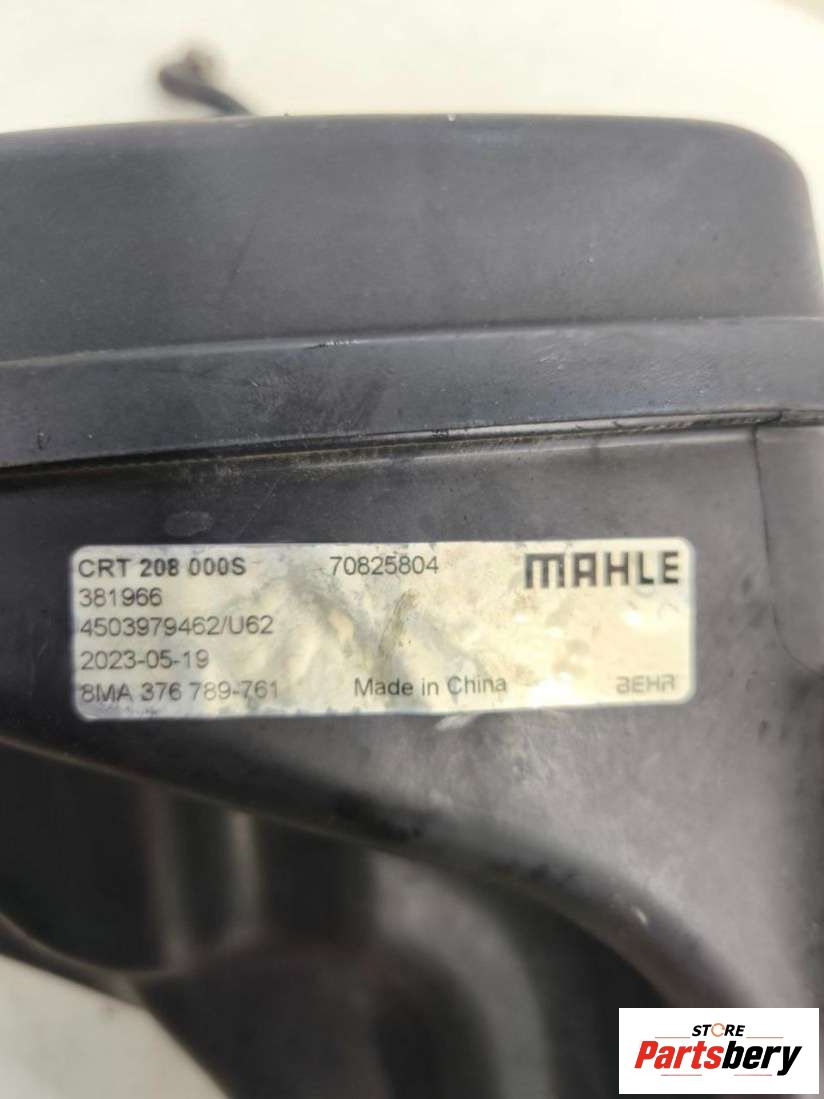 CRT 208 000S 70825804 MAHLE
381966
4503979462/U62
2023-05-19
8MA 376 789-761 Made in China BEHR
STORE
Partsbery